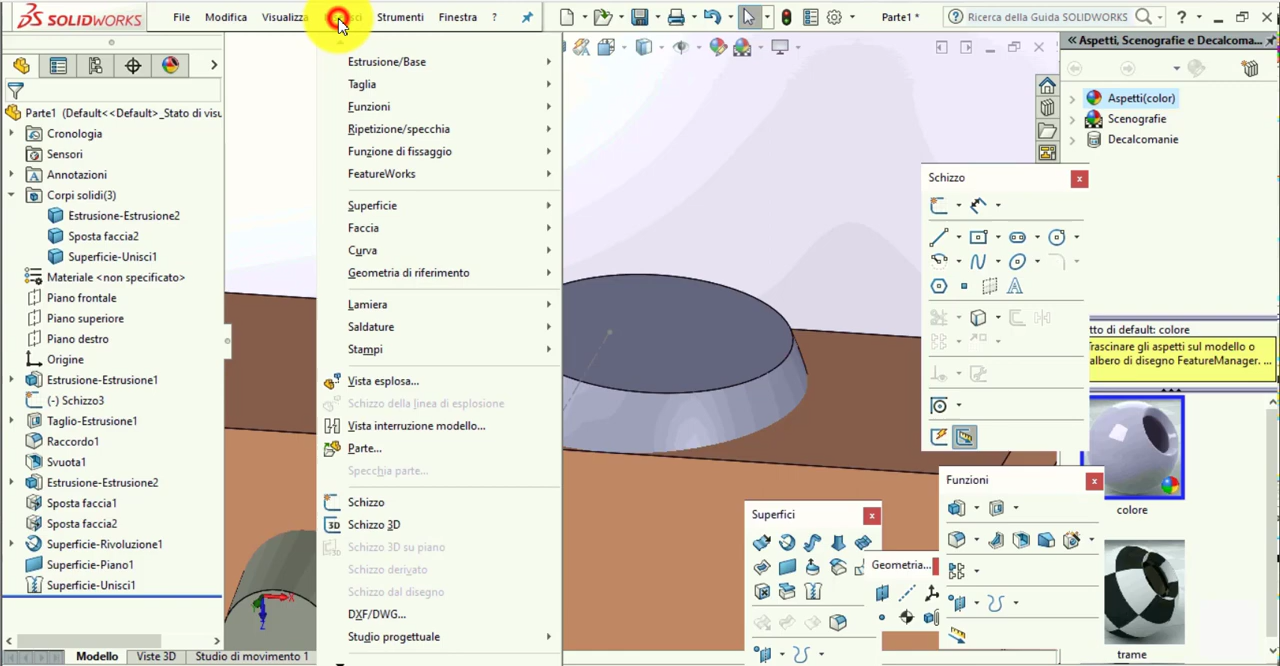 SOLIDWORKS
File Modifica Visualizza Strumenti Finestra ?
Parte1 *
Ricerca della Guida SOLIDWORKS
?
Aspetti, Scenografie e Decalcoma...
Aspetti(color)
Scenografie
Decalcomanie
Parte1 (Default<<Default>_Stato di visu
Cronologia
Sensori
Annotazioni
Corpi solidi(3)
Estrusione-Estrusione2
Sposta faccia2
Superficie-Unisci1
Materiale <non specificato>
Piano frontale
Piano superiore
Piano destro
Origine
Estrusione-Estrusione1
(-) Schizzo3
Taglio-Estrusione1
Raccordo1
Svuota1
Estrusione-Estrusione2
Sposta faccia1
Sposta faccia2
Superficie-Rivoluzione1
Superficie-Piano1
Superficie-Unisci1
Modello Viste 3D Studio di movimento 1
Estrusione/Base
Taglia
Funzioni
Ripetizione/specchia
Funzione di fissaggio
FeatureWorks
Superficie
Faccia
Curva
Geometria di riferimento
Lamiera
Saldature
Stampi
Vista esplosa...
Schizzo della linea di esplosione
Vista interruzione modello...
Parte...
Specchia parte...
Schizzo
3D Schizzo 3D
Schizzo 3D su piano
Schizzo derivato
Schizzo dal disegno
DXF/DWG...
Studio progettuale
X
Z
Schizzo
x
A
Funzioni
x
Superfici
x
Geometria...
tto di default: colore
Trascinare gli aspetti sul modello o
albero di disegno FeatureManager. ...
colore
trame